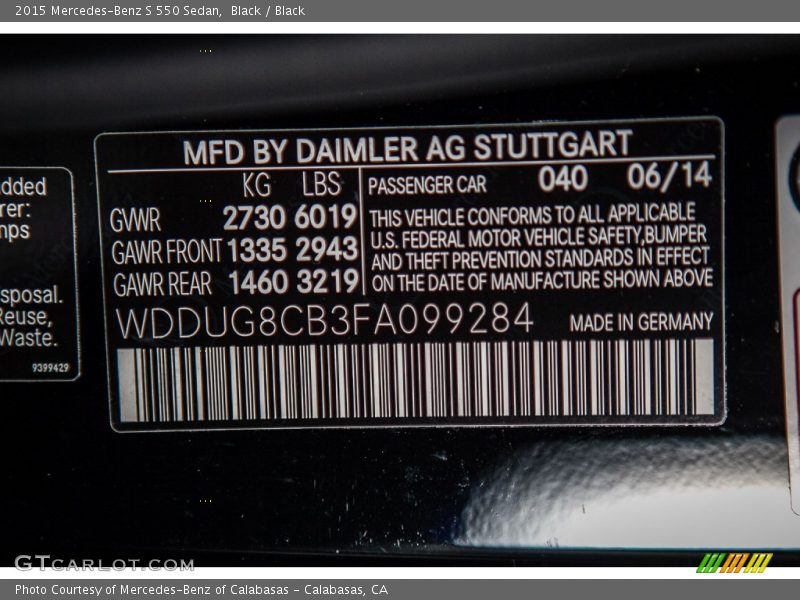 2015 Mercedes-Benz S 550 Sedan, Black / Black
MFD BY DAIMLER AG STUTTGART
KG LBS
GVWR 2730 6019
GAWR FRONT 1335 2943
GAWR REAR 1460 3219
PASSENGER CAR 040 06/14
THIS VEHICLE CONFORMS TO ALL APPLICABLE
U.S. FEDERAL MOTOR VEHICLE SAFETY,BUMPER
AND THEFT PREVENTION STANDARDS IN EFFECT
ON THE DATE OF MANUFACTURE SHOWN ABOVE
WDDUG8CB3FA099284 MADE IN GERMANY
sposal.
Reuse,
Waste.
9399429
GTCARLOT.COM
Photo Courtesy of Mercedes-Benz of Calabasas - Calabasas, CA